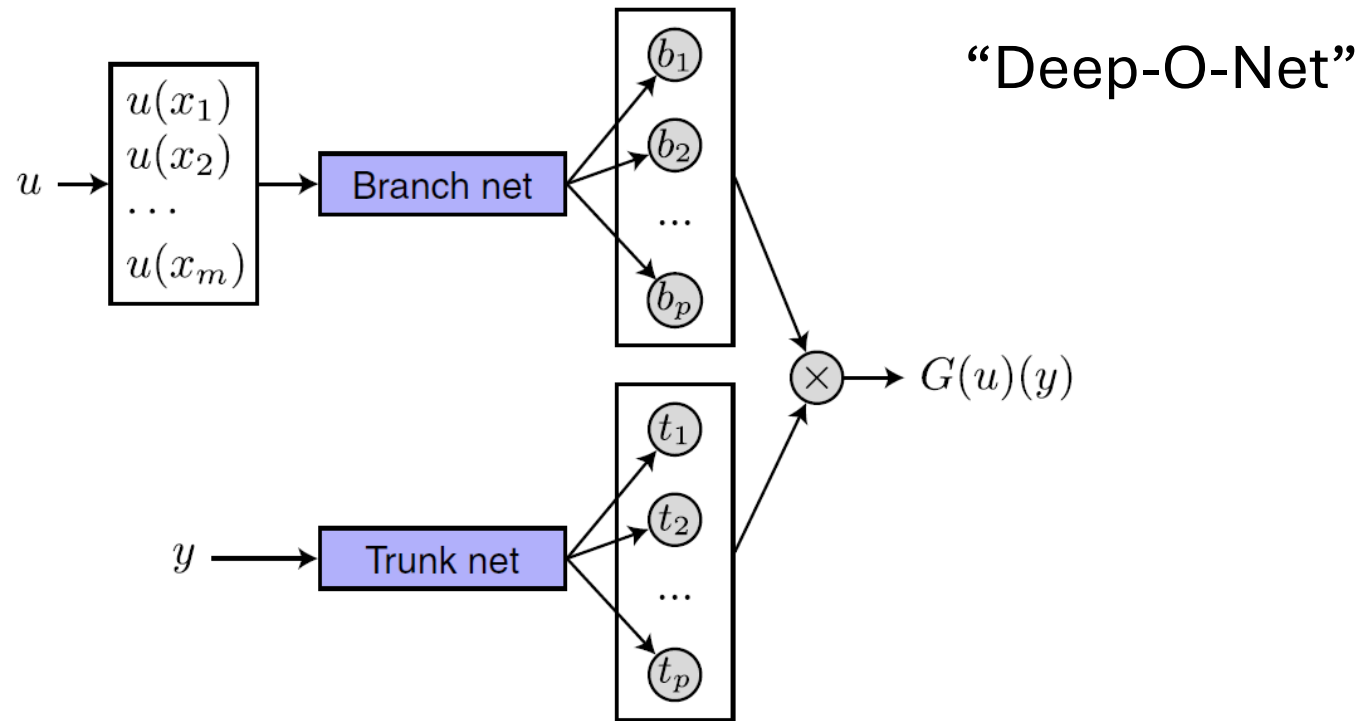 “Deep-O-Net”
u
u(x₁)
u(x₂)
...
u(xₘ)
Branch net
b₁
b₂
...
bₚ
×
G(u)(y)
y
Trunk net
t₁
t₂
...
tₚ